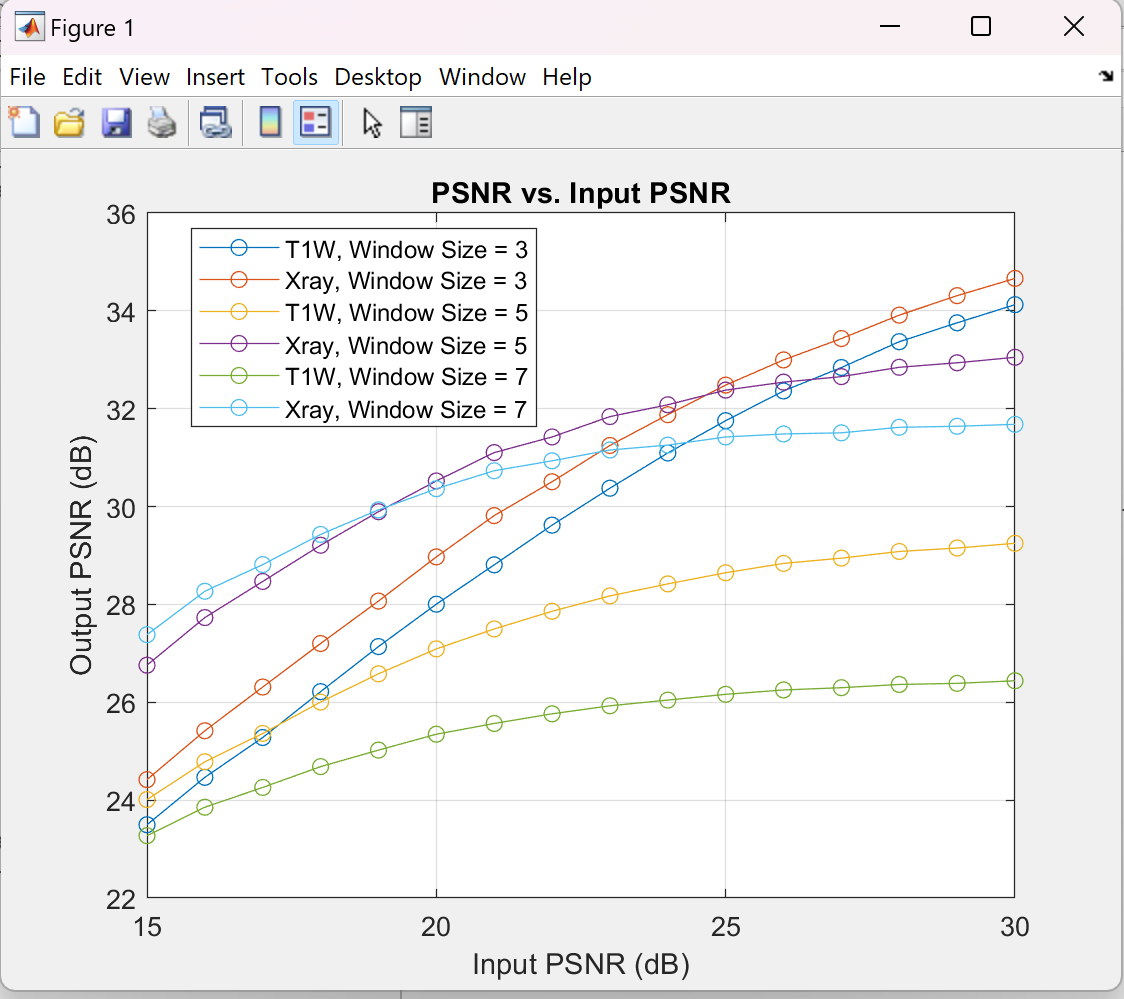 Figure 1
File Edit View Insert Tools Desktop Window Help
PSNR vs. Input PSNR
36
34
32
30
28
26
24
22
Output PSNR (dB)
T1W, Window Size = 3
Xray, Window Size = 3
T1W, Window Size = 5
Xray, Window Size = 5
T1W, Window Size = 7
Xray, Window Size = 7
15 20 25 30
Input PSNR (dB)